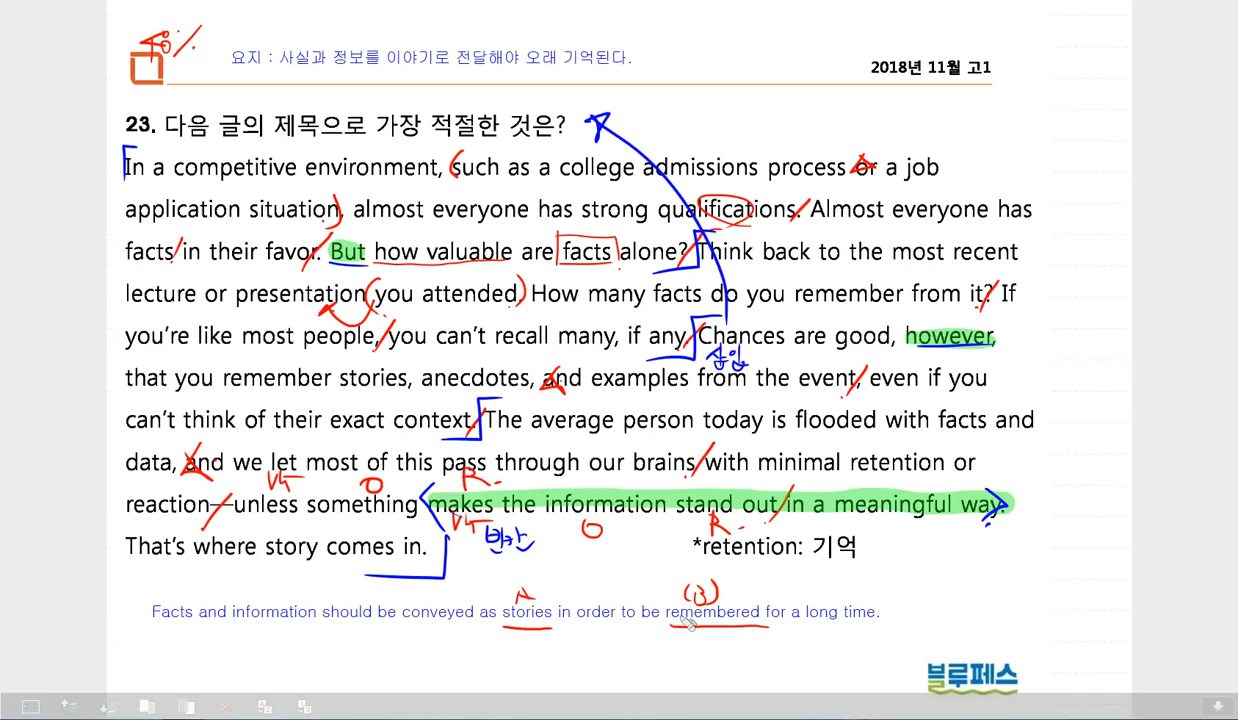 40%
요지 : 사실과 정보를 이야기로 전달해야 오래 기억된다.
2018년 11월 고1
23. 다음 글의 제목으로 가장 적절한 것은?
In a competitive environment, such as a college admissions process or a job
application situation, almost everyone has strong qualifications. Almost everyone has
facts in their favor. But how valuable are facts alone? Think back to the most recent
lecture or presentation you attended. How many facts do you remember from it? If
you're like most people, you can't recall many, if any. Chances are good, however,
삽입
that you remember stories, anecdotes, and examples from the event, even if you
can't think of their exact context. The average person today is flooded with facts and
data, and we let most of this pass through our brains with minimal retention or
V5 O R
reaction—unless something makes the information stand out in a meaningful way.
V5 빈칸 O R
That's where story comes in.
*retention: 기억
A (B)
Facts and information should be conveyed as stories in order to be remembered for a long time.
블루페스